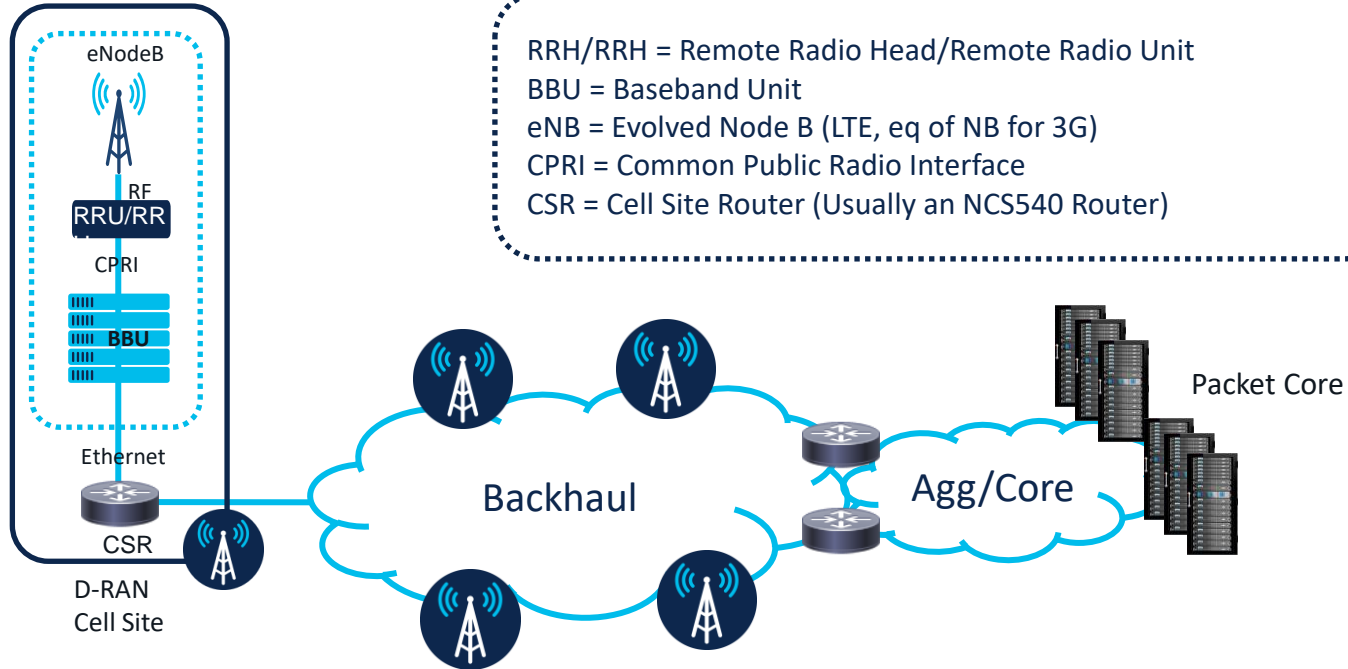 eNodeB
RF
RRU/RR
CPRI
BBU
Ethernet
CSR
D-RAN
Cell Site
RRH/RRH = Remote Radio Head/Remote Radio Unit
BBU = Baseband Unit
eNB = Evolved Node B (LTE, eq of NB for 3G)
CPRI = Common Public Radio Interface
CSR = Cell Site Router (Usually an NCS540 Router)
Backhaul
Agg/Core
Packet Core